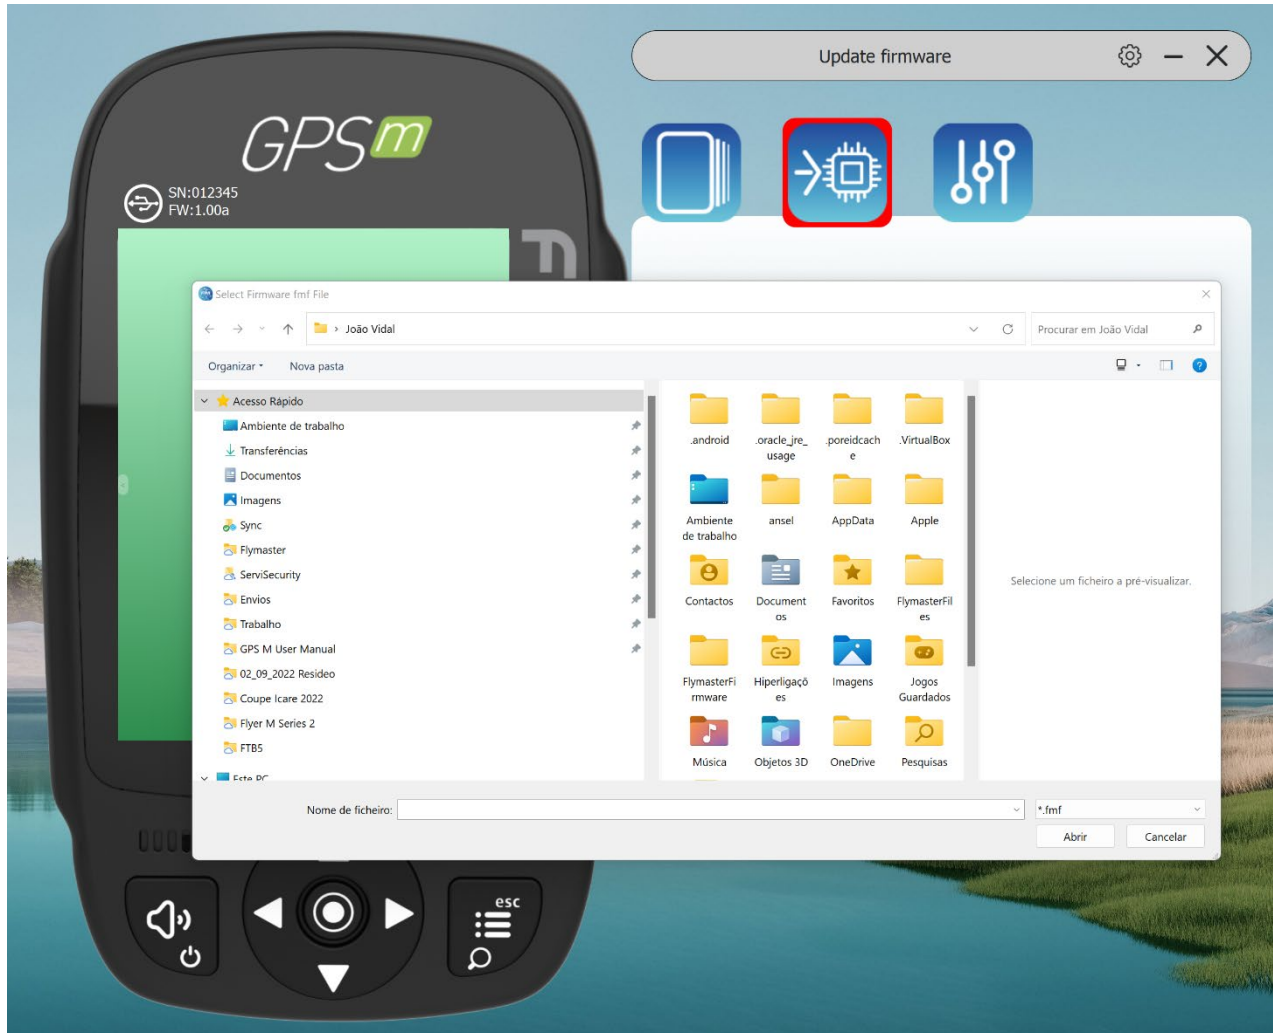 Update firmware
GPSm
SN:012345
FW:1.00a
F
Select Firmware fmf File
João Vidal
Procurar em João Vidal
Organizar
Nova pasta
Acesso Rápido
Ambiente de trabalho
Transferências
Documentos
Imagens
Sync
Flymaster
ServiSecurity
Envios
Trabalho
GPS M User Manual
02_09_2022 Resideo
Coupe Icare 2022
Flyer M Series 2
FTB5
Este PC
.android
.oracle_jre_
usage
.poreidcach
e
.VirtualBox
Ambiente
de trabalho
ansel
AppData
Apple
Contactos
Document
os
Favoritos
FlymasterFil
es
FlymasterFi
rmware
Hiperligaçõ
es
Imagens
Jogos
Guardados
Música
Objetos 3D
OneDrive
Pesquisas
Selecione um ficheiro a pré-visualizar.
Nome de ficheiro:
*.fmf
Abrir
Cancelar
esc